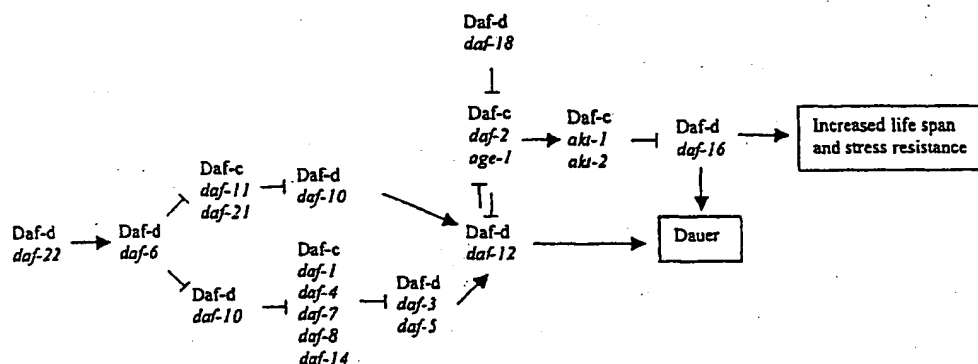 Daf-d
daf-18
Daf-c
daf-2
age-1
Daf-c
akt-1
akt-2
Daf-d
daf-16
Increased life span
and stress resistance
Daf-c
daf-11
daf-21
Daf-d
daf-10
Daf-d
daf-22
Daf-d
daf-6
Daf-d
daf-12
Dauer
Daf-d
daf-10
Daf-c
daf-1
daf-4
daf-7
daf-8
daf-14
Daf-d
daf-3
daf-5